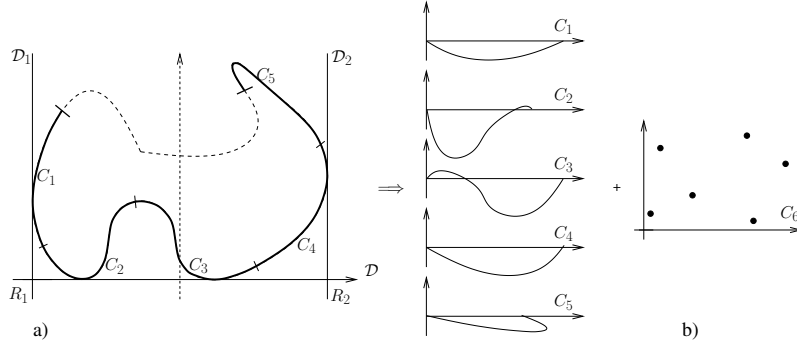 D₁
D₂
C₅
C₁
C₂
C₃
C₄
D
R₁
R₂
a)
⟹
C₁
C₂
C₃
C₄
C₅
+
C₆
b)